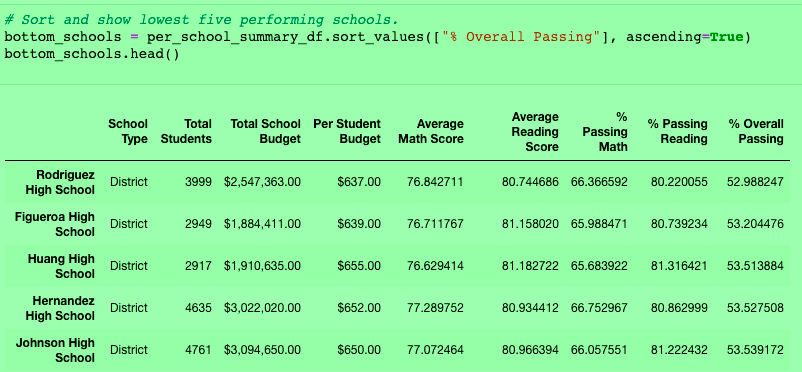 # Sort and show lowest five performing schools.
bottom_schools = per_school_summary_df.sort_values(["% Overall Passing"], ascending=True)
bottom_schools.head()
School Type Total Students Total School Budget Per Student Budget Average Math Score Average Reading Score % Passing Math % Passing Reading % Overall Passing
Rodriguez High School District 3999 $2,547,363.00 $637.00 76.842711 80.744686 66.366592 80.220055 52.988247
Figueroa High School District 2949 $1,884,411.00 $639.00 76.711767 81.158020 65.988471 80.739234 53.204476
Huang High School District 2917 $1,910,635.00 $655.00 76.629414 81.182722 65.683922 81.316421 53.513884
Hernandez High School District 4635 $3,022,020.00 $652.00 77.289752 80.934412 66.752967 80.862999 53.527508
Johnson High School District 4761 $3,094,650.00 $650.00 77.072464 80.966394 66.057551 81.222432 53.539172